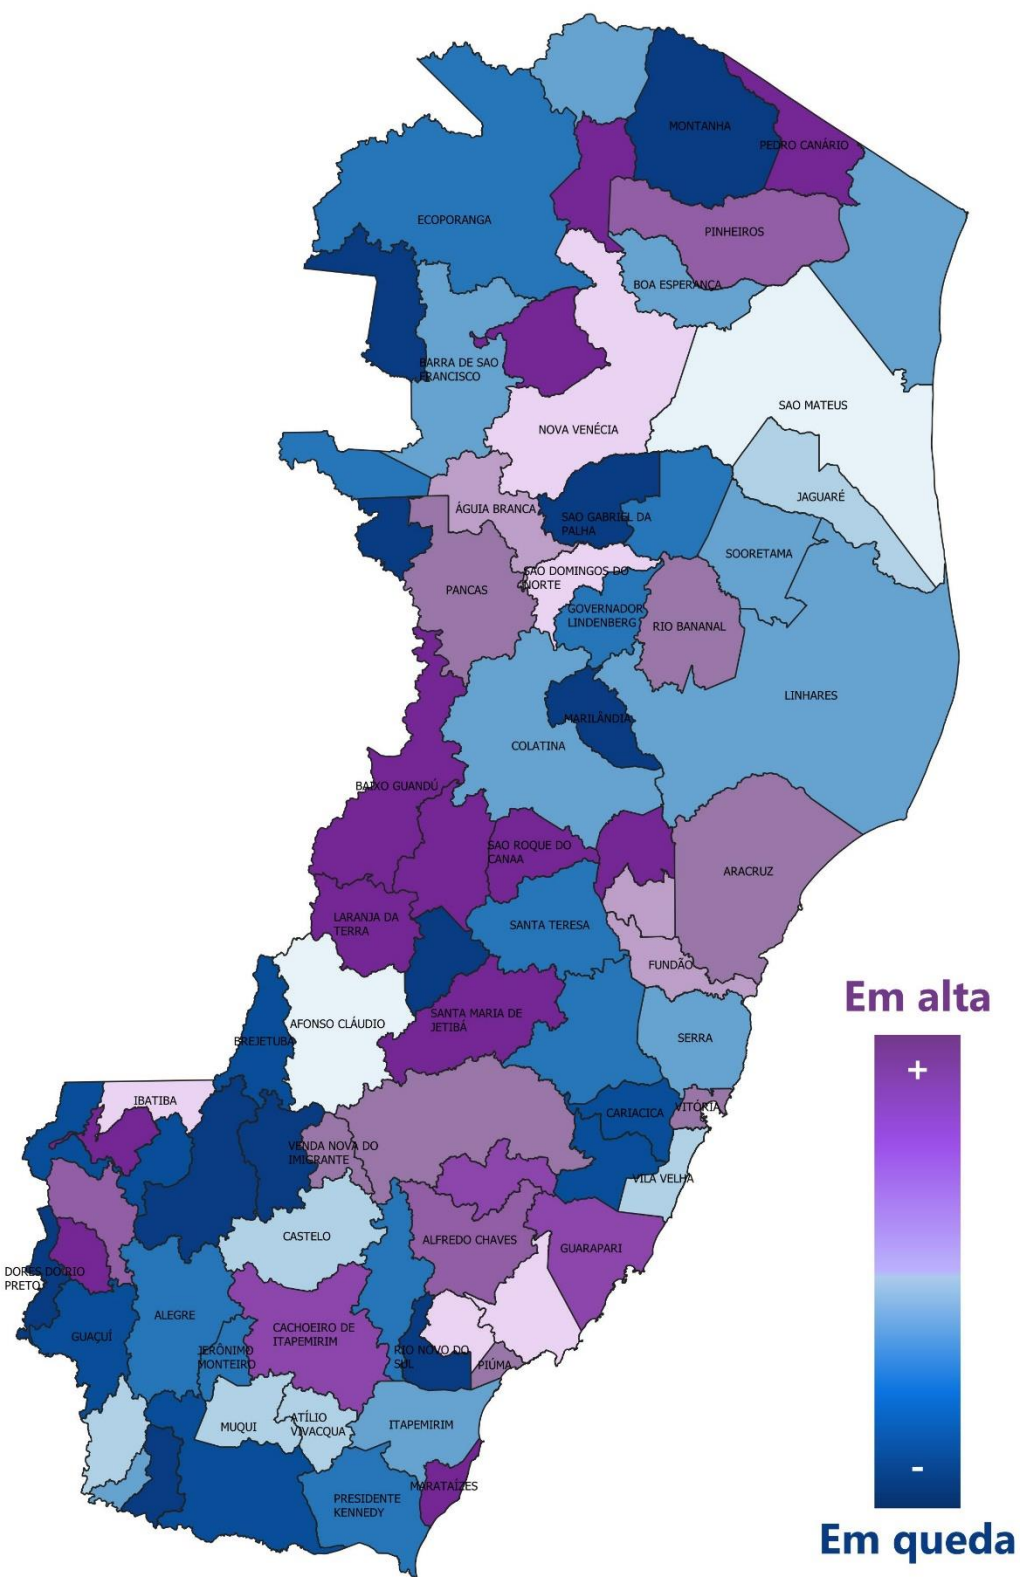 MONTANHA
PEDRO CANÁRIO
ECOPORANGA
PINHEIROS
BOA ESPERANÇA
BARRA DE SAO
FRANCISCO
SAO MATEUS
NOVA VENÉCIA
JAGUARÉ
ÁGUIA BRANCA
SAO GABRIEL DA
PALHA
SOORETAMA
SAO DOMINGOS DO
NORTE
PANCAS
GOVERNADOR
LINDENBERG
RIO BANANAL
LINHARES
MARILÂNDIA
COLATINA
BAIXO GUANDÚ
SAO ROQUE DO
CANAA
ARACRUZ
LARANJA DA
TERRA
SANTA TERESA
FUNDÃO
Em alta
SANTA MARIA DE
JETIBÁ
AFONSO CLÁUDIO
BREJETUBA
SERRA
+
IBATIBA
CARIACICA
VITÓRIA
VENDA NOVA DO
IMIGRANTE
VILA VELHA
CASTELO
ALFREDO CHAVES
GUARAPARI
DORES DO RIO
PRETO
ALEGRE
GUAÇUÍ
CACHOEIRO DE
ITAPEMIRIM
JERÔNIMO
MONTEIRO
RIO NOVO DO
SUL
PIÚMA
MUQUI
ATÍLIO
VIVACQUA
ITAPEMIRIM
-
MARATAÍZES
PRESIDENTE
KENNEDY
Em queda